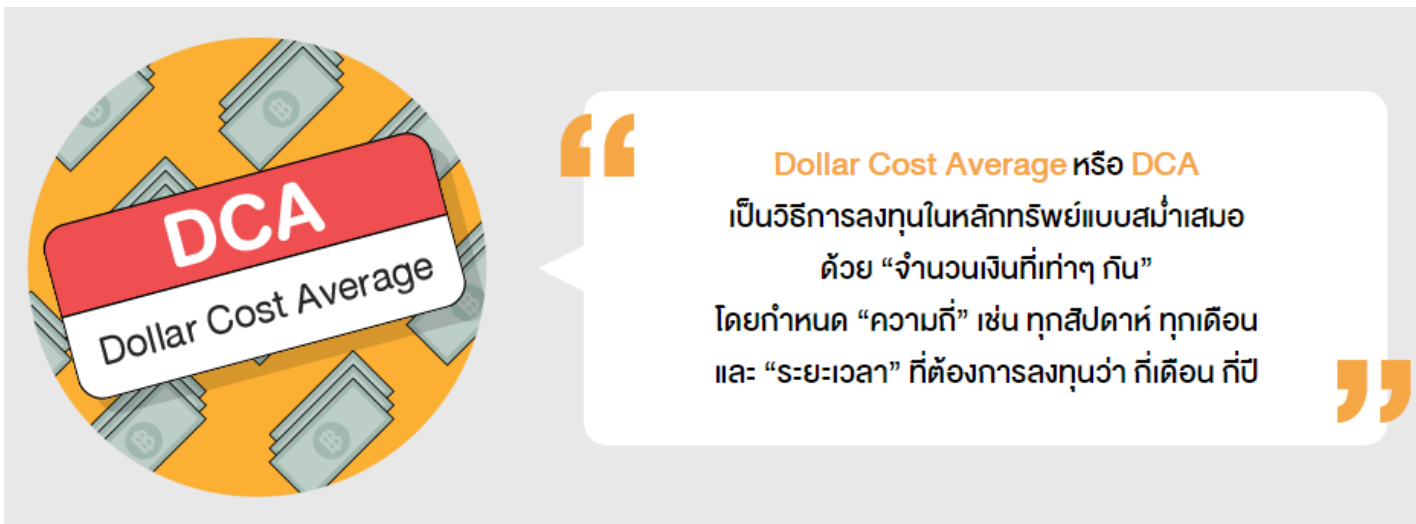 DCA
Dollar Cost Average
“
Dollar Cost Average หรือ DCA
เป็นวิธีการลงทุนในหลักทรัพย์แบบสม่ำเสมอ
ด้วย “จำนวนเงินที่เท่าๆ กัน”
โดยกำหนด “ความถี่” เช่น ทุกสัปดาห์ ทุกเดือน
และ “ระยะเวลา” ที่ต้องการลงทุนว่า กี่เดือน กี่ปี
”